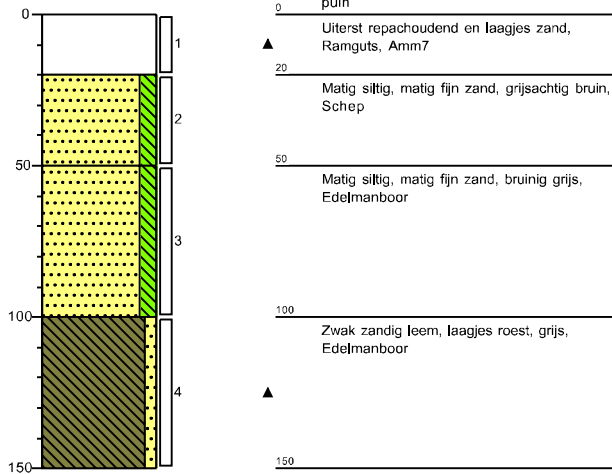 puin
0
0
Uiterst repachoudend en laagjes zand,
Ramguts, Amm7
1
20
Matig siltig, matig fijn zand, grijsachtig bruin,
Schep
2
50
50
Matig siltig, matig fijn zand, bruinig grijs,
Edelmanboor
3
100
100
Zwak zandig leem, laagjes roest, grijs,
Edelmanboor
4
150
150